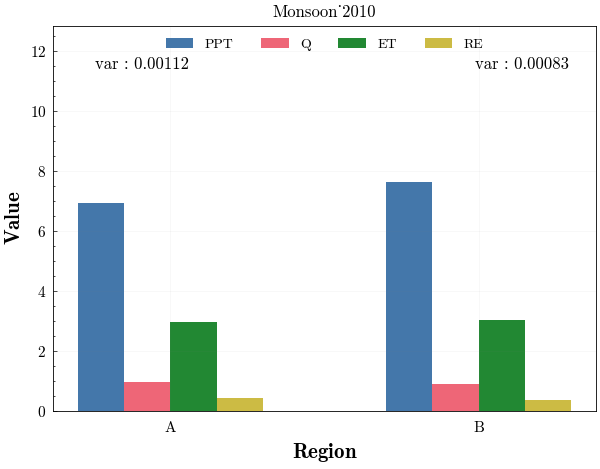 Monsoon˙2010
PPT Q ET RE
var : 0.00112 var : 0.00083
12
10
8
6
4
2
0
Value
A B
Region